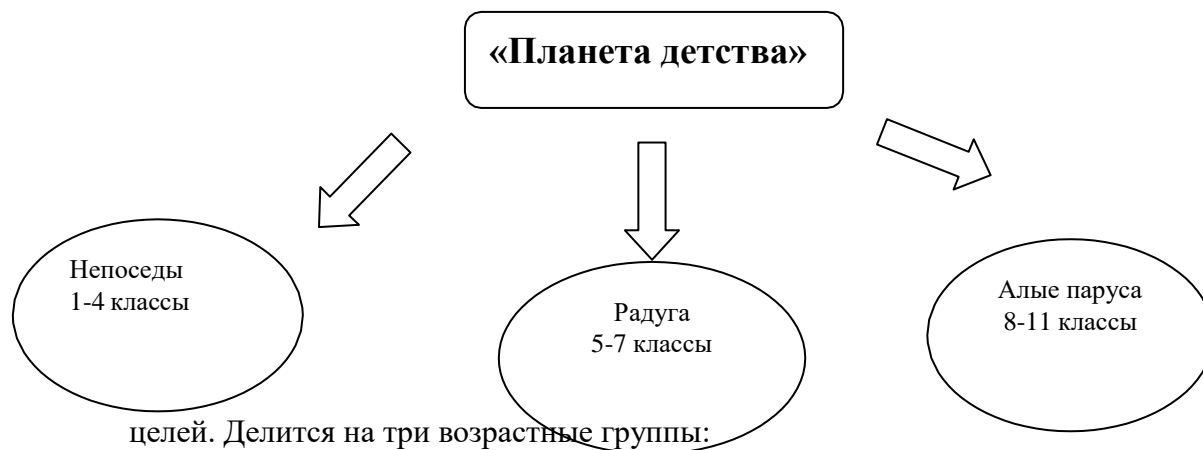 «Планета детства»
Непоседы
1-4 классы
Радуга
5-7 классы
Алые паруса
8-11 классы
целей. Делится на три возрастные группы: